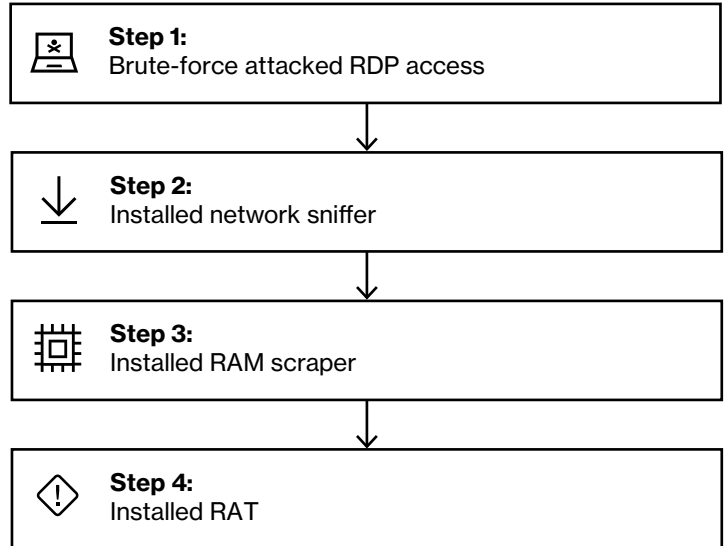 Step 1:
Brute-force attacked RDP access
Step 2:
Installed network sniffer
Step 3:
Installed RAM scraper
Step 4:
Installed RAT